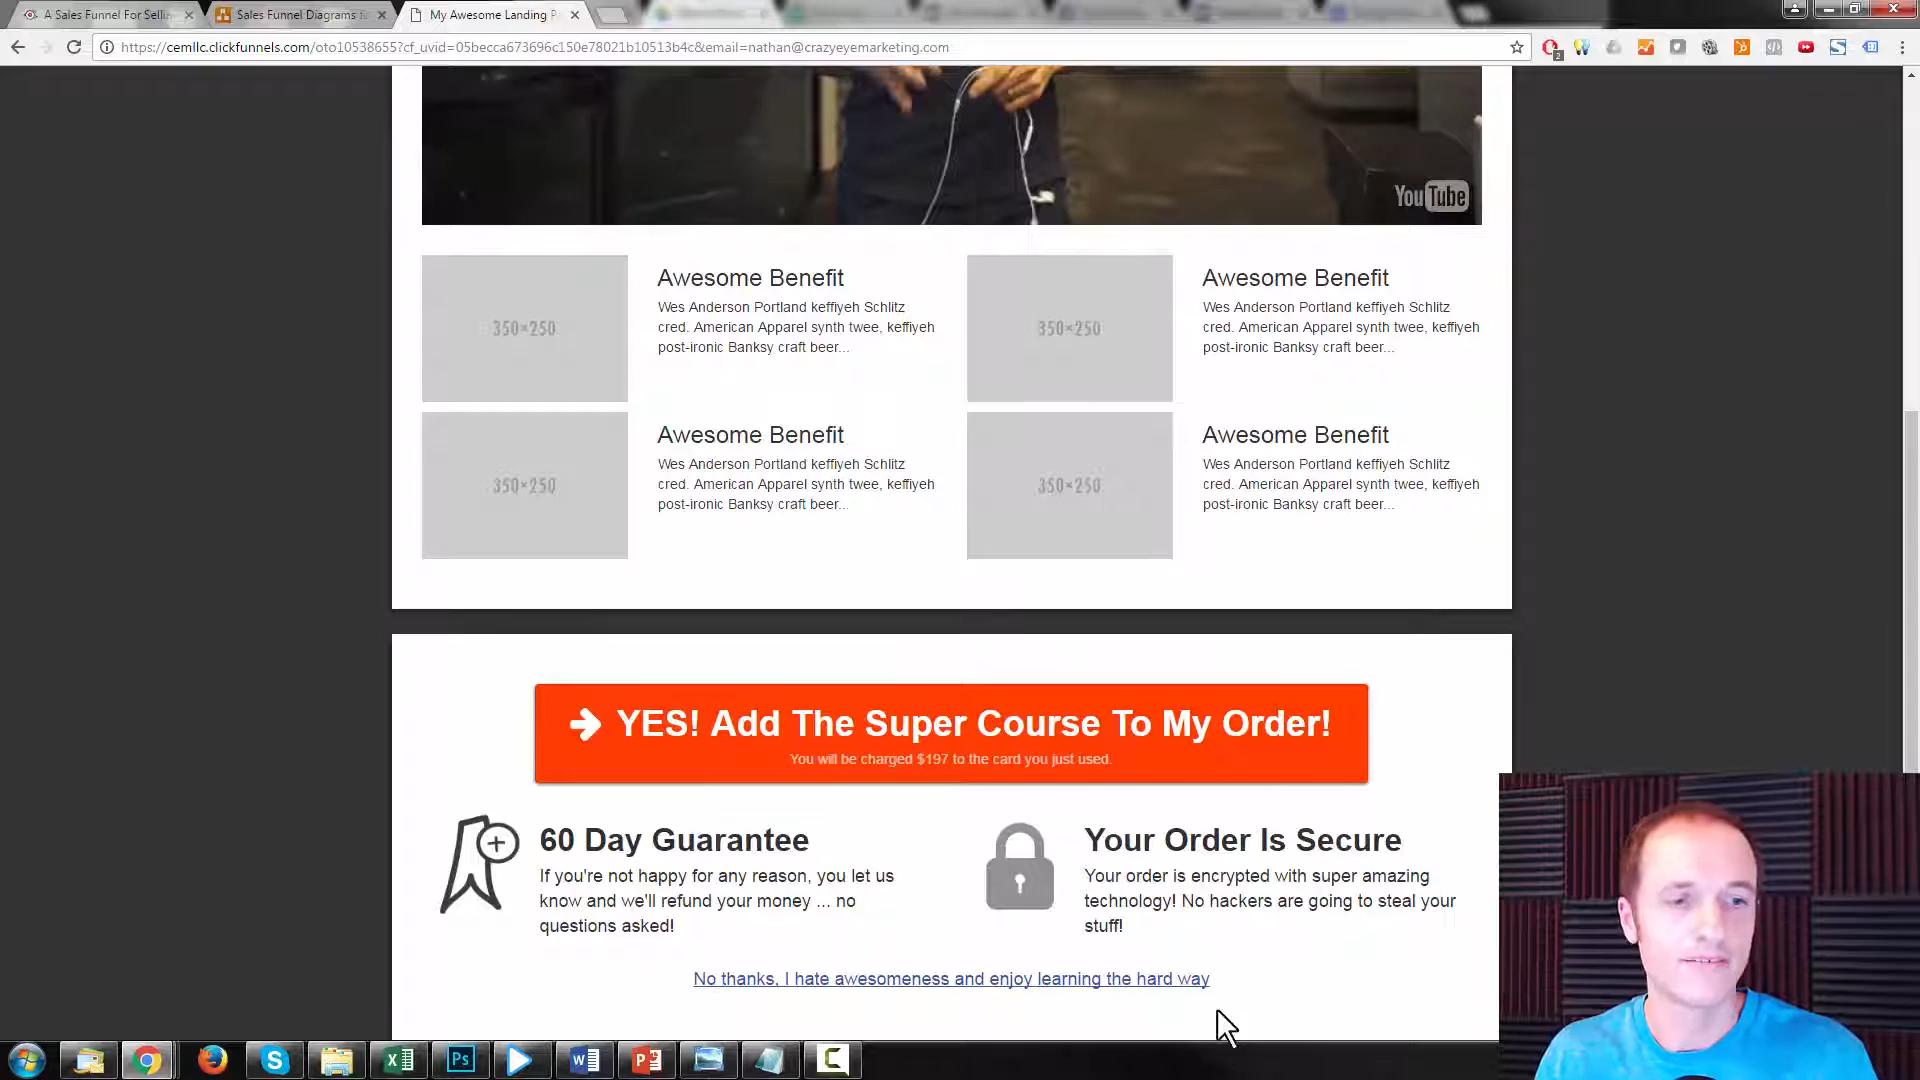 A Sales Funnel For Sellin
Sales Funnel Diagrams fo
My Awesome Landing P
https://cemllc.clickfunnels.com/oto10538655?cf_uvid=05becca673696c150e78021b10513b4c&email=nathan@crazyeyemarketing.com
2
YouTube
350×250
Awesome Benefit
Wes Anderson Portland keffiyeh Schlitz
cred. American Apparel synth twee, keffiyeh
post-ironic Banksy craft beer...
350×250
Awesome Benefit
Wes Anderson Portland keffiyeh Schlitz
cred. American Apparel synth twee, keffiyeh
post-ironic Banksy craft beer...
350×250
Awesome Benefit
Wes Anderson Portland keffiyeh Schlitz
cred. American Apparel synth twee, keffiyeh
post-ironic Banksy craft beer...
350×250
Awesome Benefit
Wes Anderson Portland keffiyeh Schlitz
cred. American Apparel synth twee, keffiyeh
post-ironic Banksy craft beer...
YES! Add The Super Course To My Order!
You will be charged $197 to the card you just used.
60 Day Guarantee
If you're not happy for any reason, you let us
know and we'll refund your money ... no
questions asked!
Your Order Is Secure
Your order is encrypted with super amazing
technology! No hackers are going to steal your
stuff!
No thanks, I hate awesomeness and enjoy learning the hard way
Ps